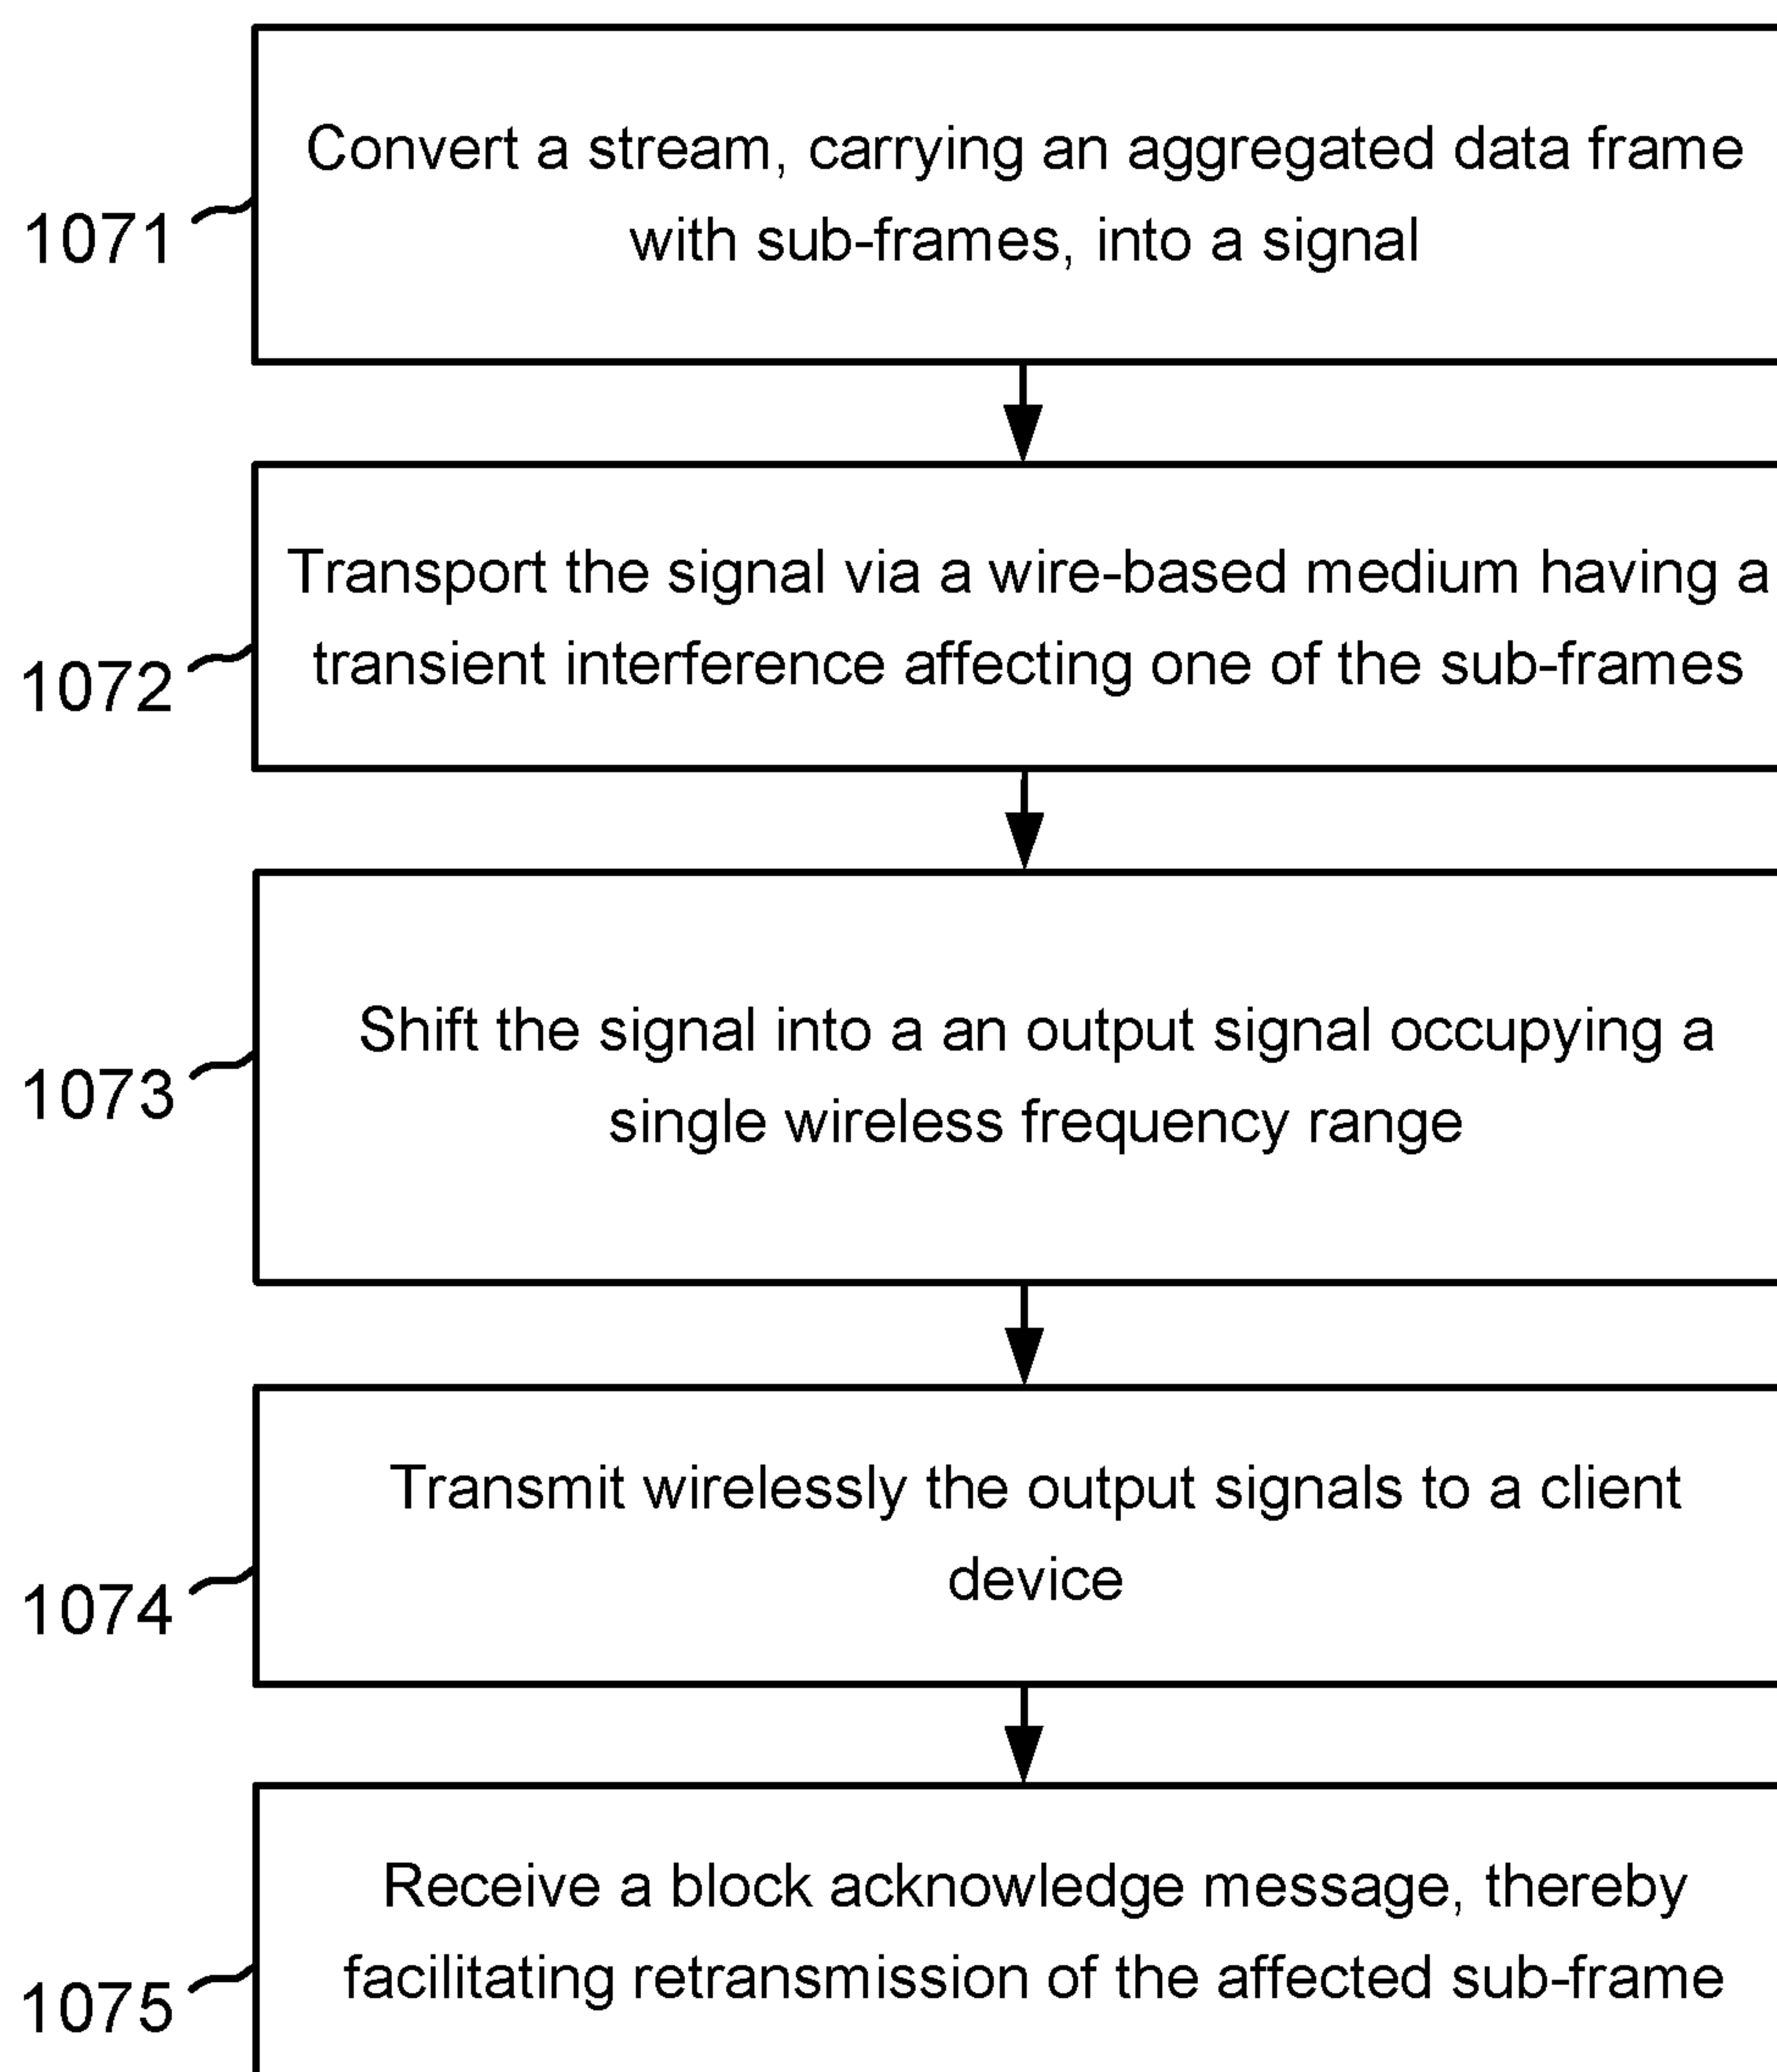 Convert a stream, carrying an aggregated data frame
with sub-frames, into a signal
1071
Transport the signal via a wire-based medium having a
transient interference affecting one of the sub-frames
1072
Shift the signal into a an output signal occupying a
single wireless frequency range
1073
Transmit wirelessly the output signals to a client
device
1074
Receive a block acknowledge message, thereby
facilitating retransmission of the affected sub-frame
1075